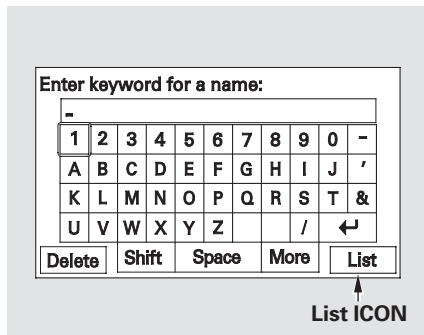 Enter keyword for a name:
-
1 2 3 4 5 6 7 8 9 0 -
A B C D E F G H I J ′
K L M N O P Q R S T &
U V W X Y Z / ↵
Delete Shift Space More List
List ICON